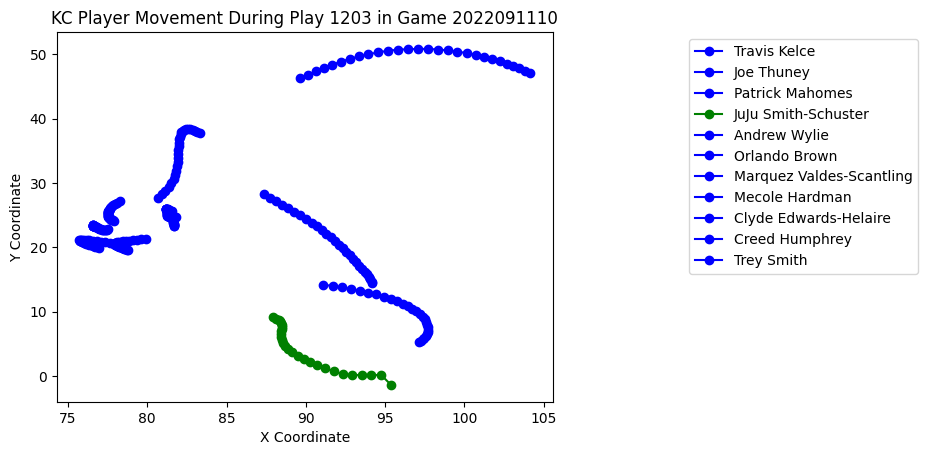 KC Player Movement During Play 1203 in Game 2022091110
50
40
30
20
10
0
Y Coordinate
75
80
85
90
95
100
105
X Coordinate
Travis Kelce
Joe Thuney
Patrick Mahomes
JuJu Smith-Schuster
Andrew Wylie
Orlando Brown
Marquez Valdes-Scantling
Mecole Hardman
Clyde Edwards-Helaire
Creed Humphrey
Trey Smith